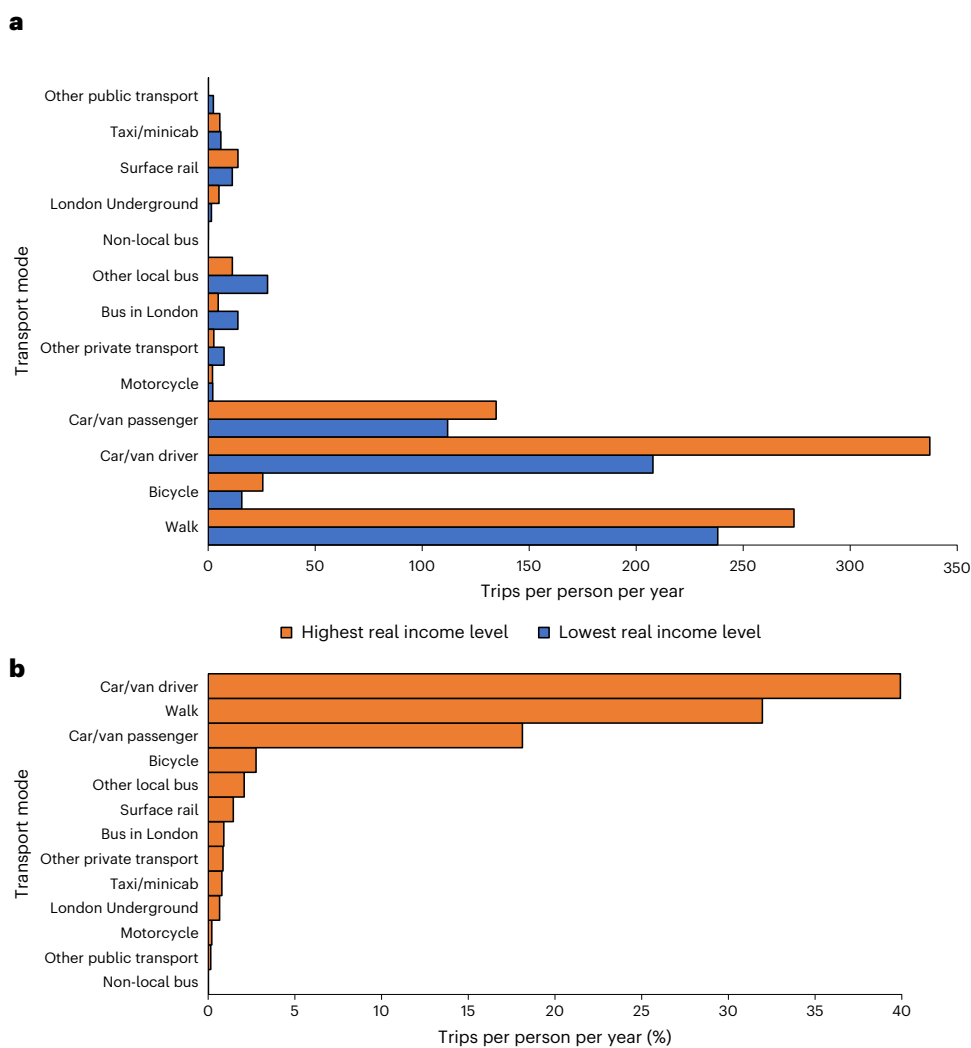 a
Transport mode
Other public transport
Taxi/minicab
Surface rail
London Underground
Non-local bus
Other local bus
Bus in London
Other private transport
Motorcycle
Car/van passenger
Car/van driver
Bicycle
Walk
0 50 100 150 200 250 300 350
Trips per person per year
Highest real income level Lowest real income level
b
Transport mode
Car/van driver
Walk
Car/van passenger
Bicycle
Other local bus
Surface rail
Bus in London
Other private transport
Taxi/minicab
London Underground
Motorcycle
Other public transport
Non-local bus
0 5 10 15 20 25 30 35 40
Trips per person per year (%)